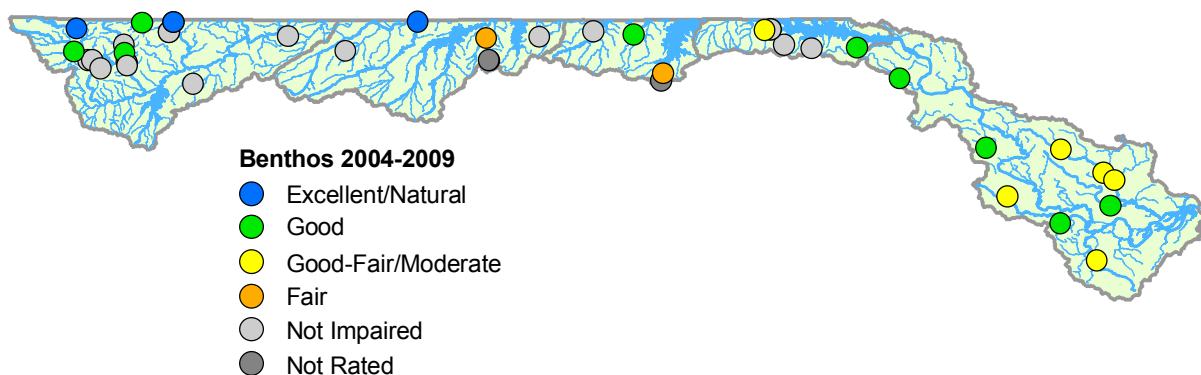 Benthos 2004-2009
Excellent/Natural
Good
Good-Fair/Moderate
Fair
Not Impaired
Not Rated